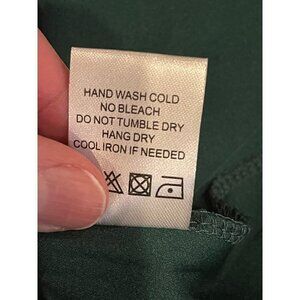 HAND WASH COLD
NO BLEACH
DO NOT TUMBLE DRY
HANG DRY
COOL IRON IF NEEDED